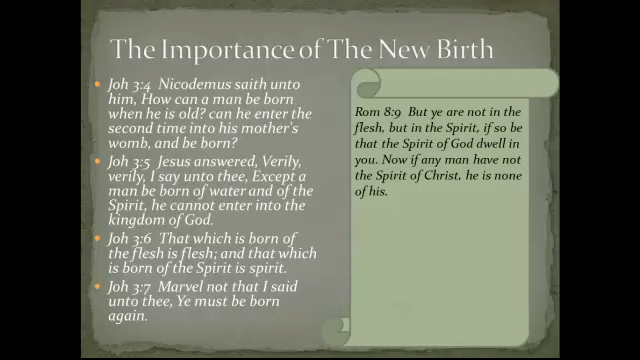 The Importance of The New Birth
Joh 3:4 Nicodemus saith unto
him, How can a man be born
when he is old? can he enter the
second time into his mother's
womb, and be born?
Joh 3:5 Jesus answered, Verily,
verily, I say unto thee, Except a
man be born of water and of the
Spirit, he cannot enter into the
kingdom of God.
Joh 3:6 That which is born of
the flesh is flesh; and that which
is born of the Spirit is spirit.
Joh 3:7 Marvel not that I said
unto thee, Ye must be born
again.
Rom 8:9 But ye are not in the
flesh, but in the Spirit, if so be
that the Spirit of God dwell in
you. Now if any man have not
the Spirit of Christ, he is none
of his.